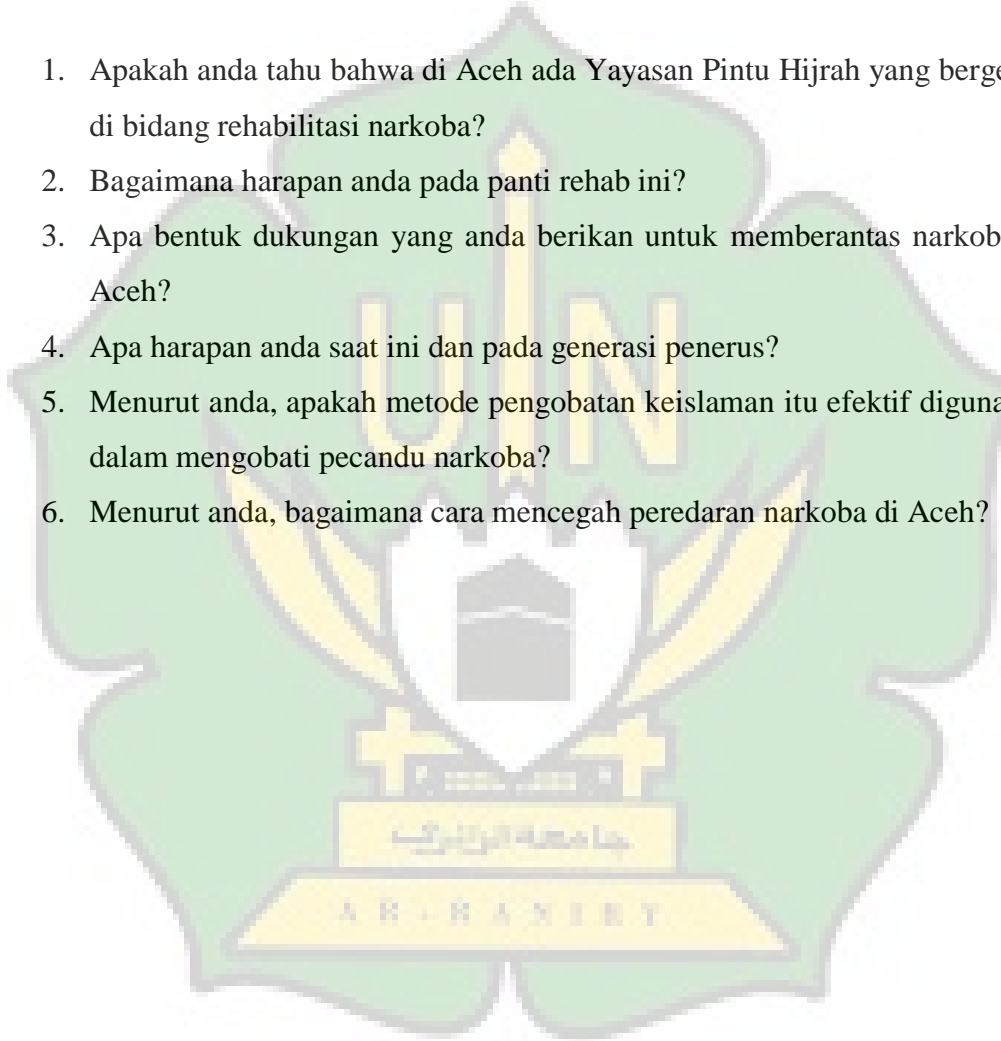 1. Apakah anda tahu bahwa di Aceh ada Yayasan Pintu Hijrah yang berge
di bidang rehabilitasi narkoba?
2. Bagaimana harapan anda pada panti rehab ini?
3. Apa bentuk dukungan yang anda berikan untuk memberantas narkob
Aceh?
4. Apa harapan anda saat ini dan pada generasi penerus?
5. Menurut anda, apakah metode pengobatan keislaman itu efektif diguna
dalam mengobati pecandu narkoba?
6. Menurut anda, bagaimana cara mencegah peredaran narkoba di Aceh?
UIN
جامعة الرانيري
AR-RANIRY